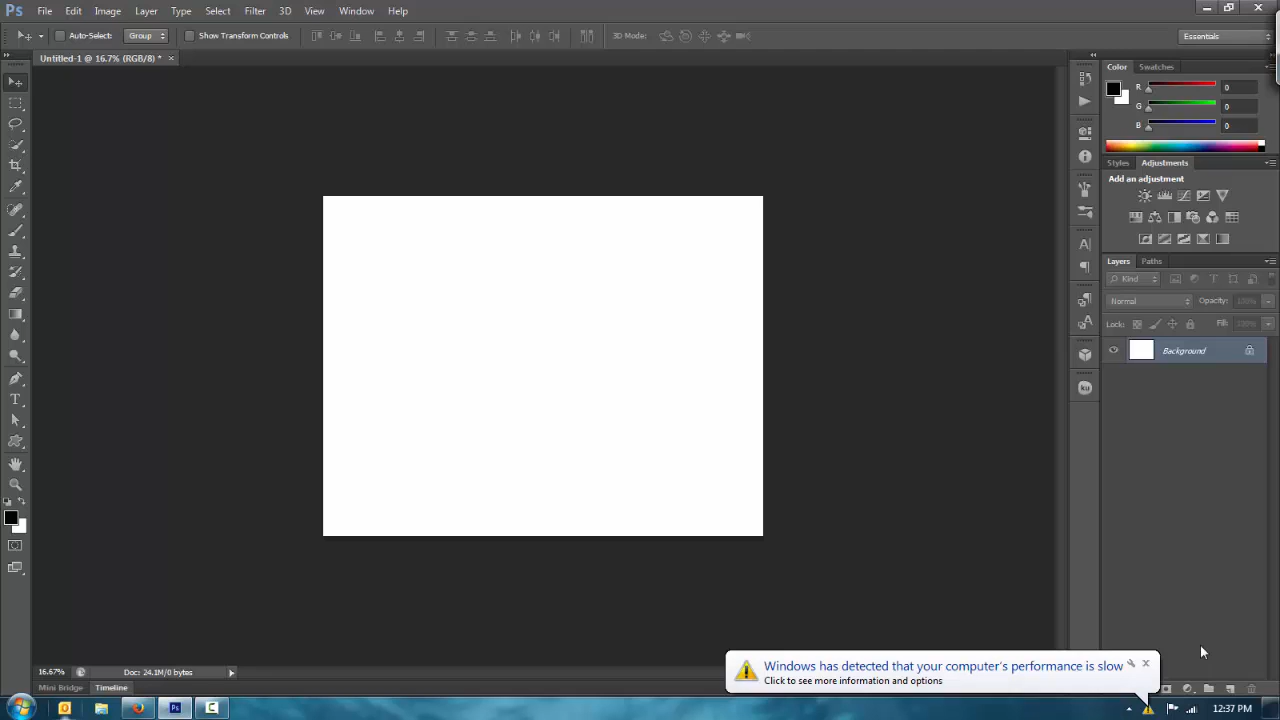 Ps File Edit Image Layer Type Select Filter 3D View Window Help
Auto-Select: Group Show Transform Controls 3D Mode: Essentials
Untitled-1 @ 16.7% (RGB/8) * ×
Color Swatches
R 0
G 0
B 0
Styles Adjustments
Add an adjustment
Layers Paths
Kind
Normal Opacity: 100%
Lock: Fill: 100%
Background
ku
16.67% Doc: 24.1M/0 bytes
Windows has detected that your computer's performance is slow
Click to see more information and options
Mini Bridge Timeline
12:37 PM